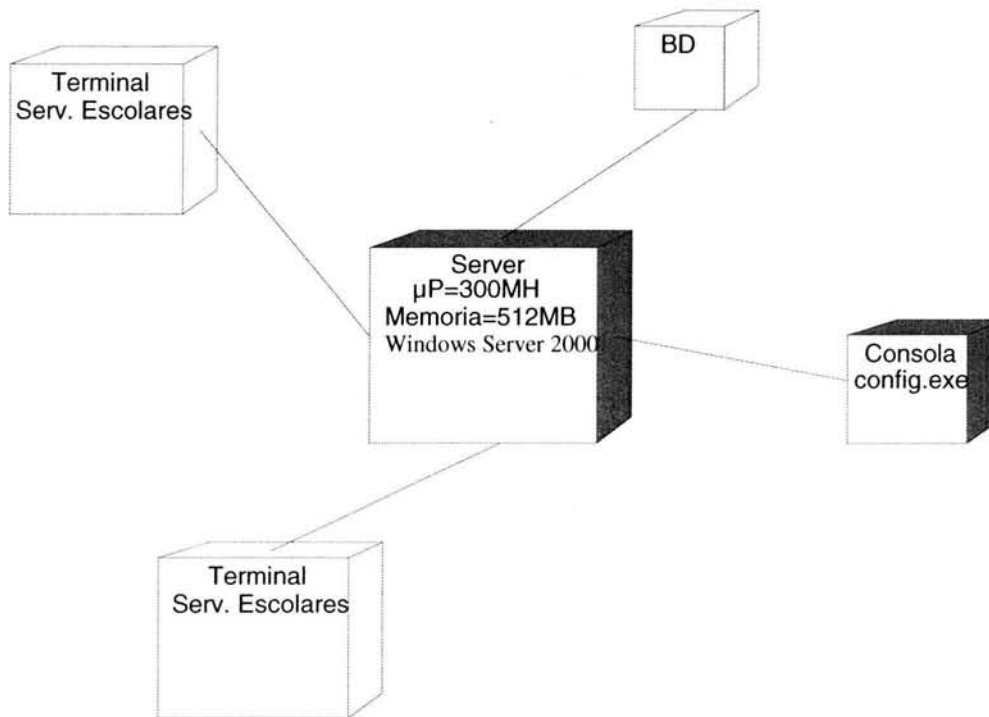 Terminal
Serv. Escolares
BD
Server
µP=300MH
Memoria=512MB
Windows Server 2000
Consola
config.exe
Terminal
Serv. Escolares